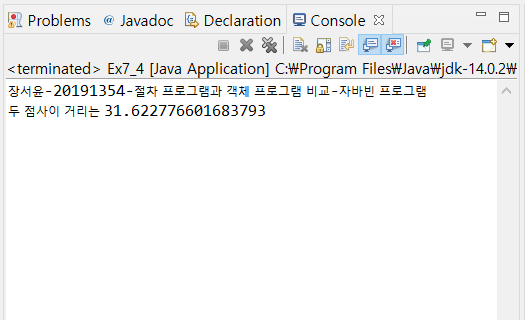 Problems @ Javadoc Declaration Console
<terminated> Ex7_4 [Java Application] C:₩Program Files₩Java₩jdk-14.0.2₩
장서윤-20191354-절차 프로그램과 객체 프로그램 비교-자바빈 프로그램
두 점사이 거리는 31.622776601683793